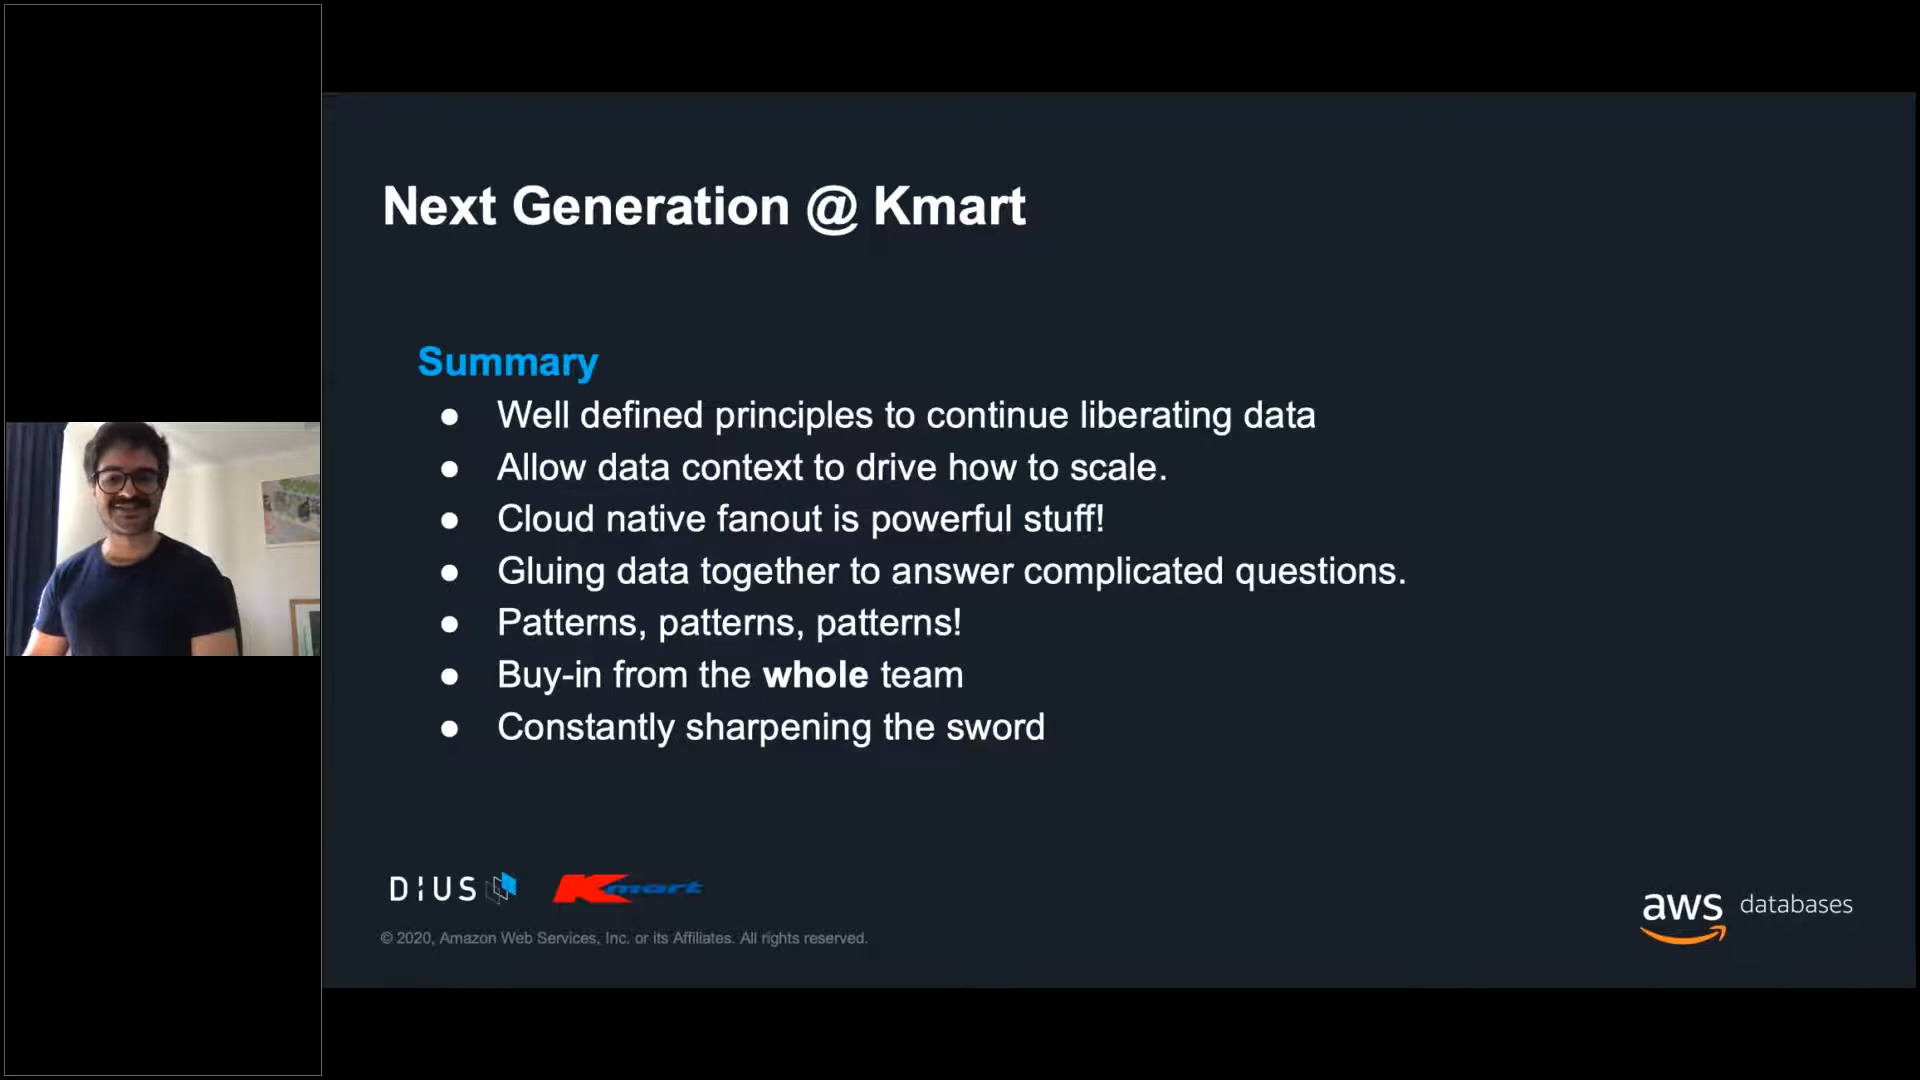 Next Generation @ Kmart
Summary
● Well defined principles to continue liberating data
● Allow data context to drive how to scale.
● Cloud native fanout is powerful stuff!
● Gluing data together to answer complicated questions.
● Patterns, patterns, patterns!
● Buy-in from the whole team
● Constantly sharpening the sword
DiUS Kmart
aws databases
© 2020, Amazon Web Services, Inc. or its Affiliates. All rights reserved.